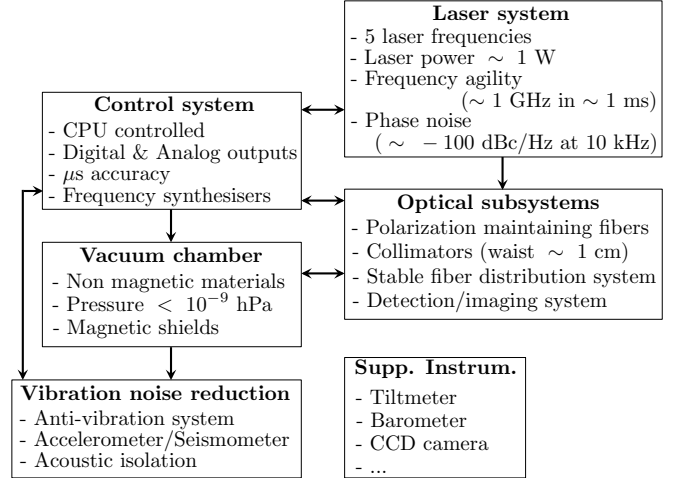 Laser system
- 5 laser frequencies
- Laser power ∼ 1 W
- Frequency agility
(∼ 1 GHz in ∼ 1 ms)
- Phase noise
( ∼ − 100 dBc/Hz at 10 kHz)
Control system
- CPU controlled
- Digital & Analog outputs
- μs accuracy
- Frequency synthesisers
Optical subsystems
- Polarization maintaining fibers
- Collimators (waist ∼ 1 cm)
- Stable fiber distribution system
- Detection/imaging system
Vacuum chamber
- Non magnetic materials
- Pressure < 10⁻⁹ hPa
- Magnetic shields
Vibration noise reduction
- Anti-vibration system
- Accelerometer/Seismometer
- Acoustic isolation
Supp. Instrum.
- Tiltmeter
- Barometer
- CCD camera
- ...